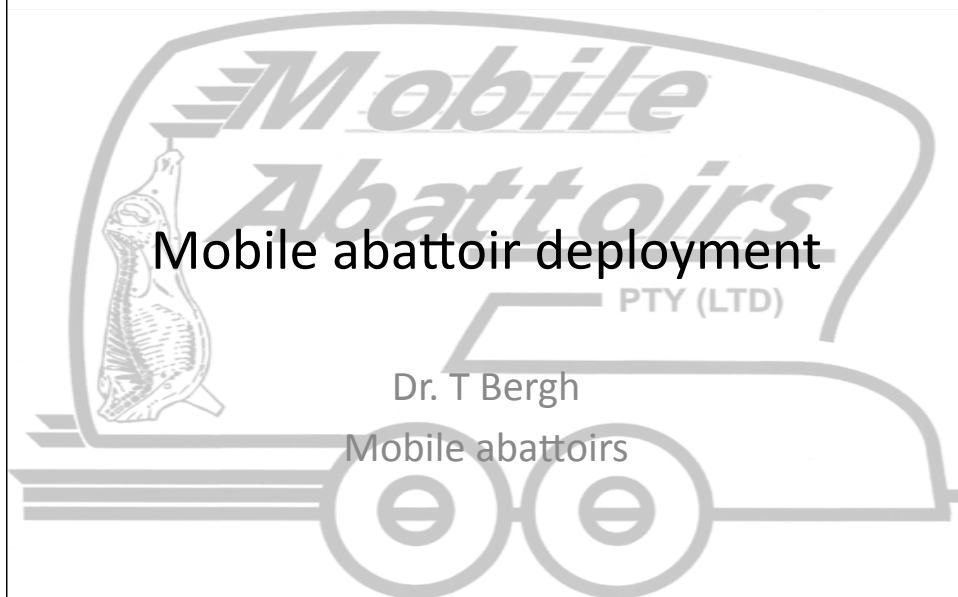 Mobile
Abattoirs
Mobile abattoir deployment
PTY (LTD)
Dr. T Bergh
Mobile abattoirs